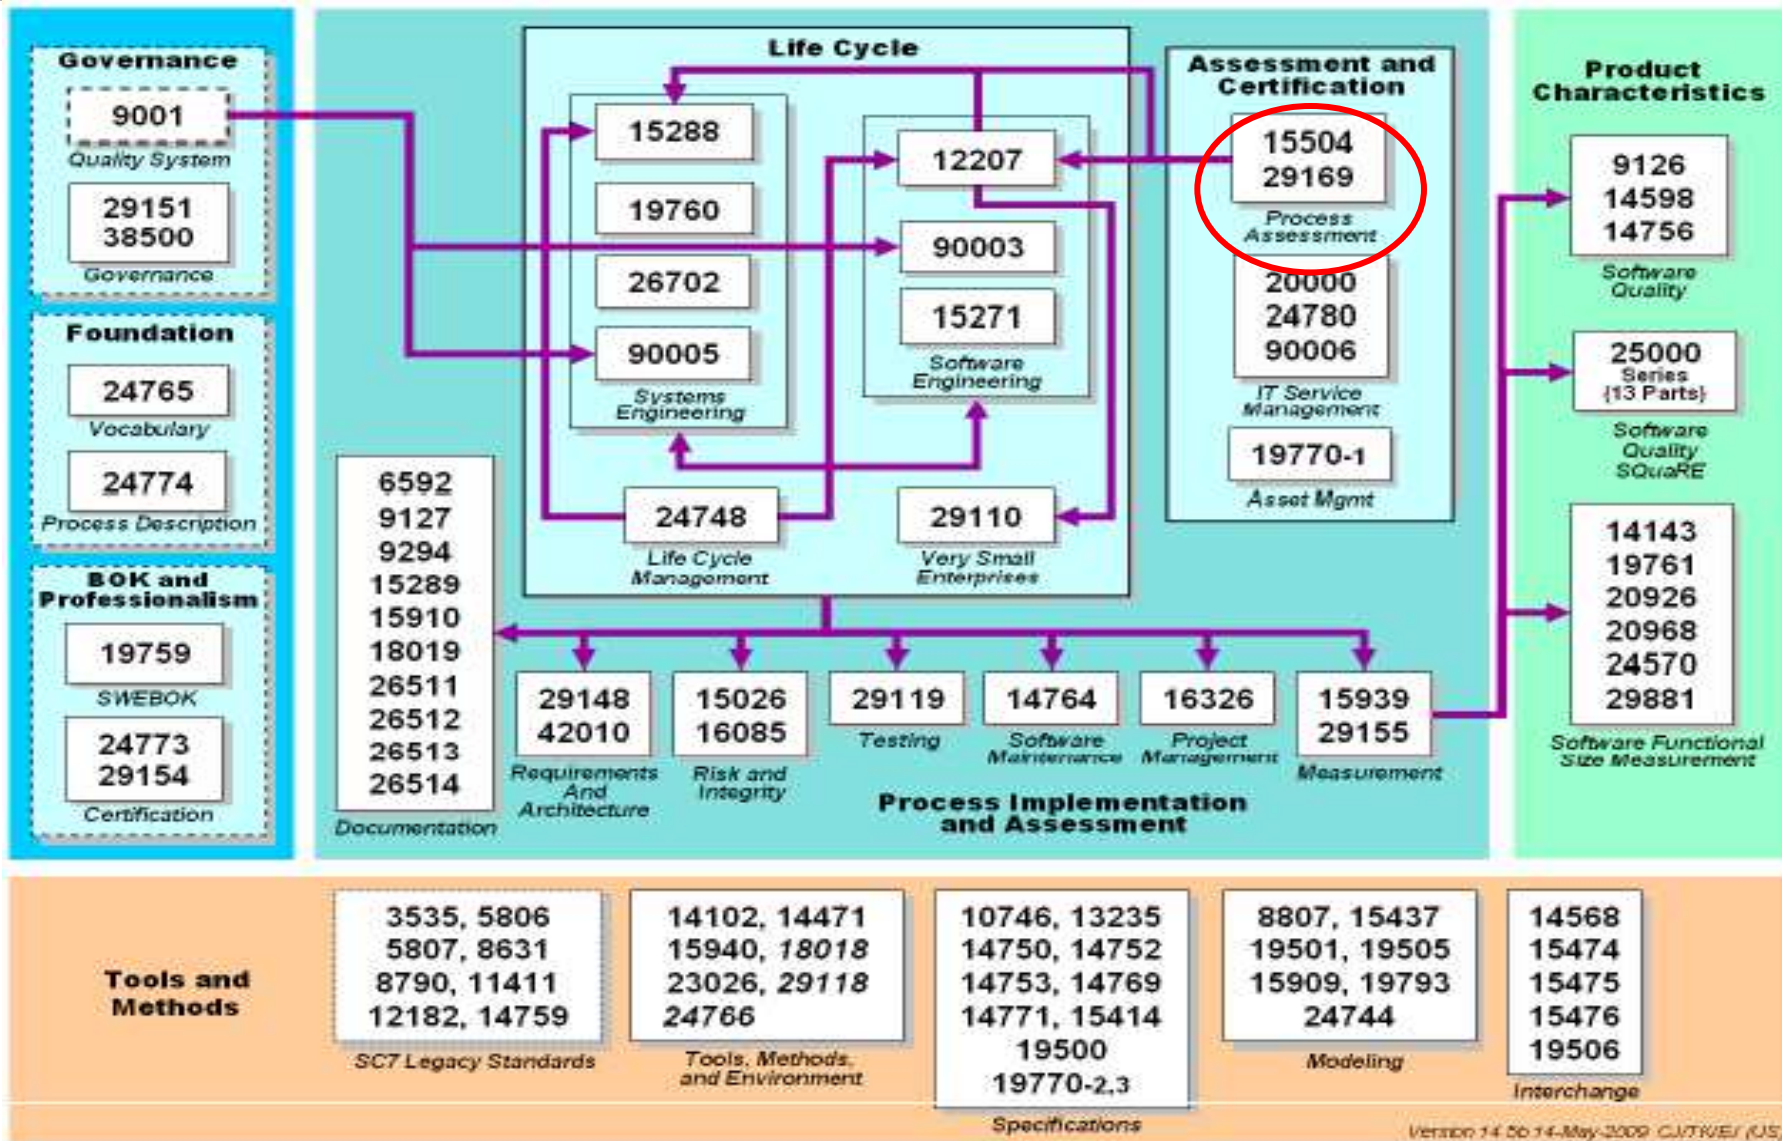 Governance
9001
Quality System
29151
38500
Governance
Foundation
24765
Vocabulary
24774
Process Description
BOK and
Professionalism
19759
SWEBOK
24773
29154
Certification
Life Cycle
15288
19760
26702
90005
Systems
Engineering
12207
90003
15271
Software
Engineering
24748
Life Cycle
Management
29110
Very Small
Enterprises
Assessment and
Certification
15504
29169
Process
Assessment
20000
24780
90006
IT Service
Management
19770-1
Asset Mgmt
6592
9127
9294
15289
15910
18019
26511
26512
26513
26514
Documentation
29148
42010
Requirements
And
Architecture
15026
16085
Risk and
Integrity
29119
Testing
14764
Software
Maintenance
16326
Project
Management
15939
29155
Measurement
Process Implementation
and Assessment
Product
Characteristics
9126
14598
14756
Software
Quality
25000
Series
(13 Parts)
Software
Quality
SQuaRE
14143
19761
20926
20968
24570
29881
Software Functional
Size Measurement
Tools and
Methods
3535, 5806
5807, 8631
8790, 11411
12182, 14759
SC7 Legacy Standards
14102, 14471
15940, 18018
23026, 29118
24766
Tools, Methods,
and Environment
10746, 13235
14750, 14752
14753, 14769
14771, 15414
19500
19770-2,3
Specifications
8807, 15437
19501, 19505
15909, 19793
24744
Modeling
14568
15474
15475
15476
19506
Interchange
Version 14.5b 14-May-2009